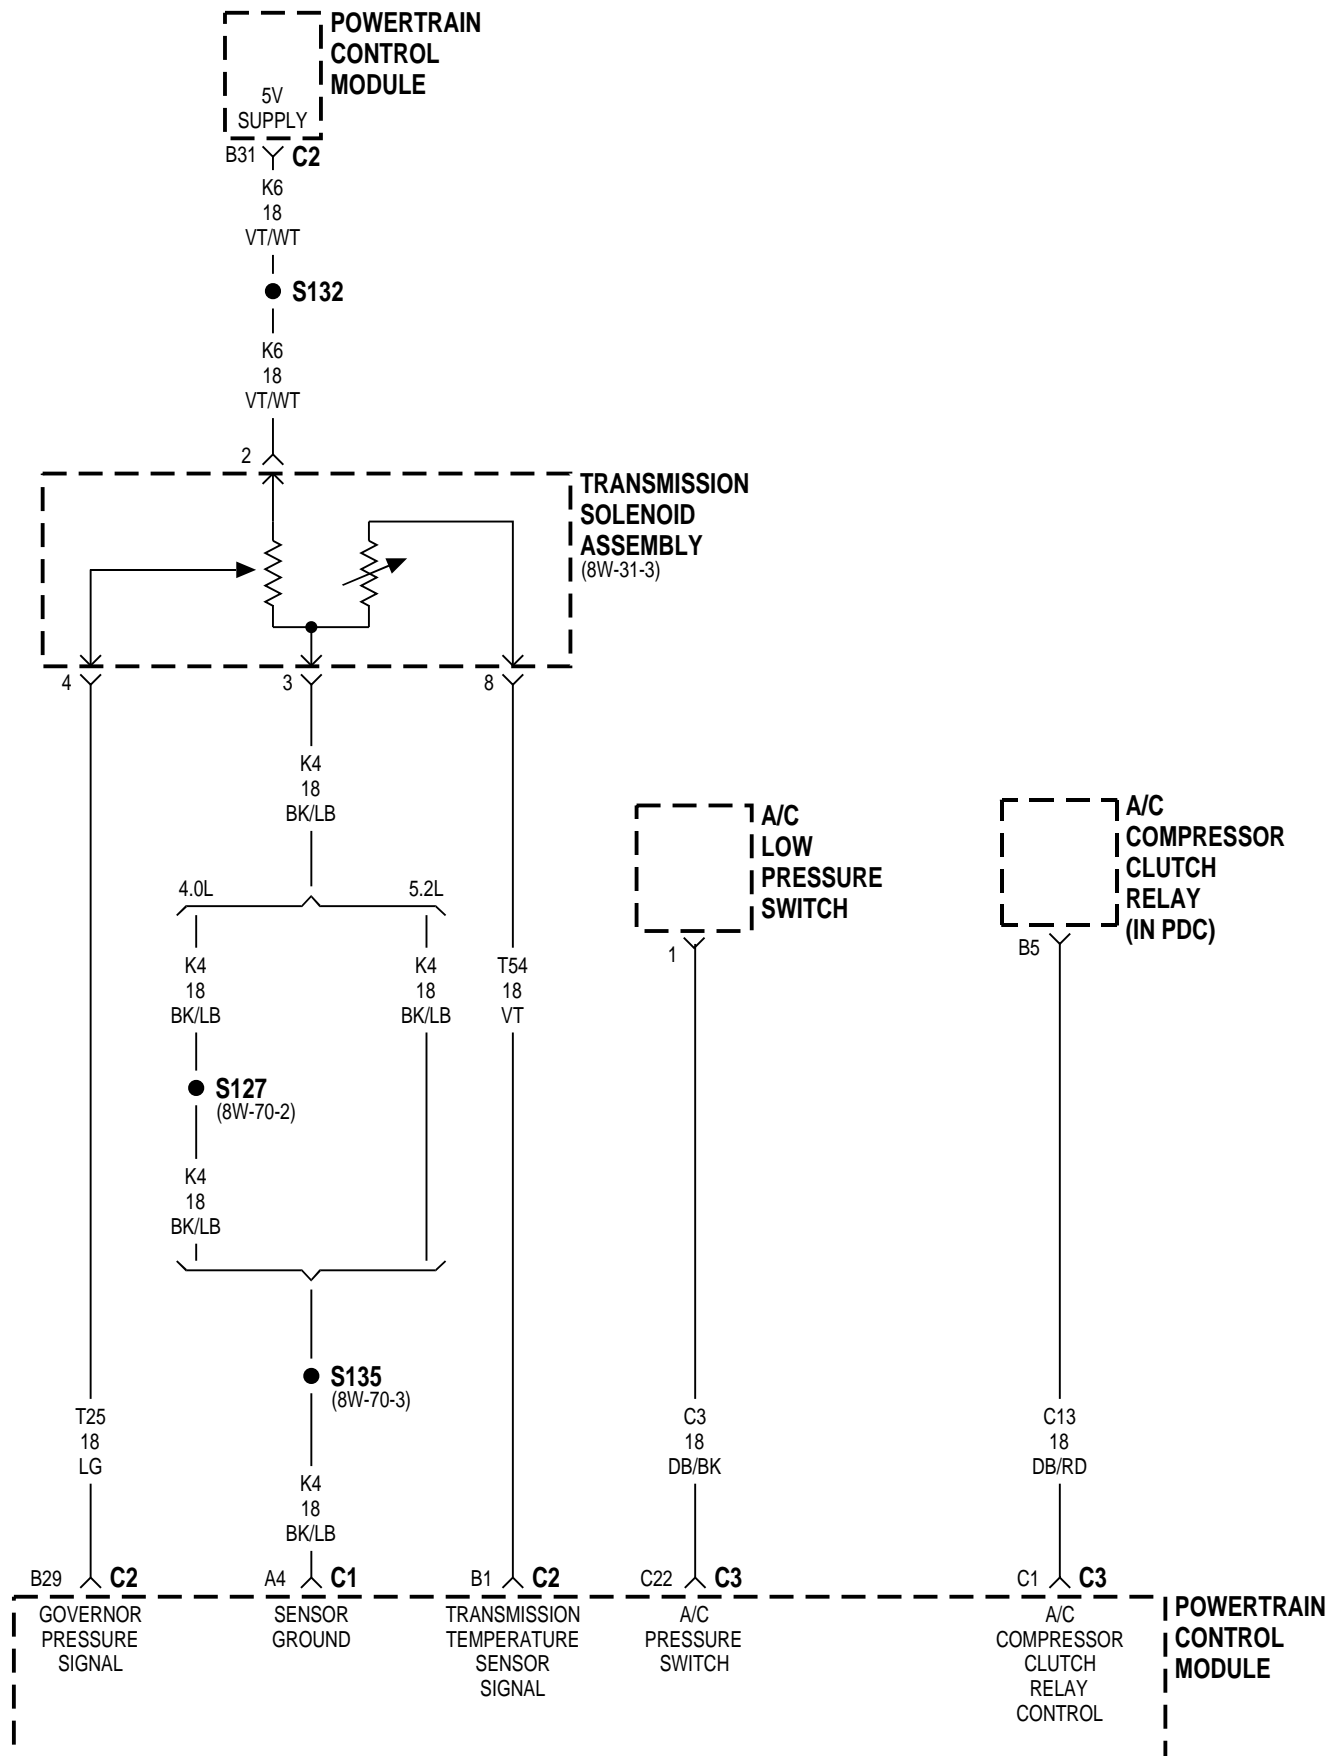 POWERTRAIN
CONTROL
MODULE
5V
SUPPLY
B31 C2
K6
18
VT/WT
S132
K6
18
VT/WT
2
TRANSMISSION
SOLENOID
ASSEMBLY
(8W-31-3)
4 3 8
K4
18
BK/LB
A/C
LOW
PRESSURE
SWITCH
A/C
COMPRESSOR
CLUTCH
RELAY
(IN PDC)
4.0L 5.2L
1 B5
K4 K4 T54
18 18 18
BK/LB BK/LB VT
S127
(8W-70-2)
K4
18
BK/LB
S135
(8W-70-3)
T25 C3 C13
18 18 18
LG DB/BK DB/RD
K4
18
BK/LB
B29 C2 A4 C1 B1 C2 C22 C3 C1 C3
GOVERNOR
PRESSURE
SIGNAL
SENSOR
GROUND
TRANSMISSION
TEMPERATURE
SENSOR
SIGNAL
A/C
PRESSURE
SWITCH
A/C
COMPRESSOR
CLUTCH
RELAY
CONTROL
POWERTRAIN
CONTROL
MODULE